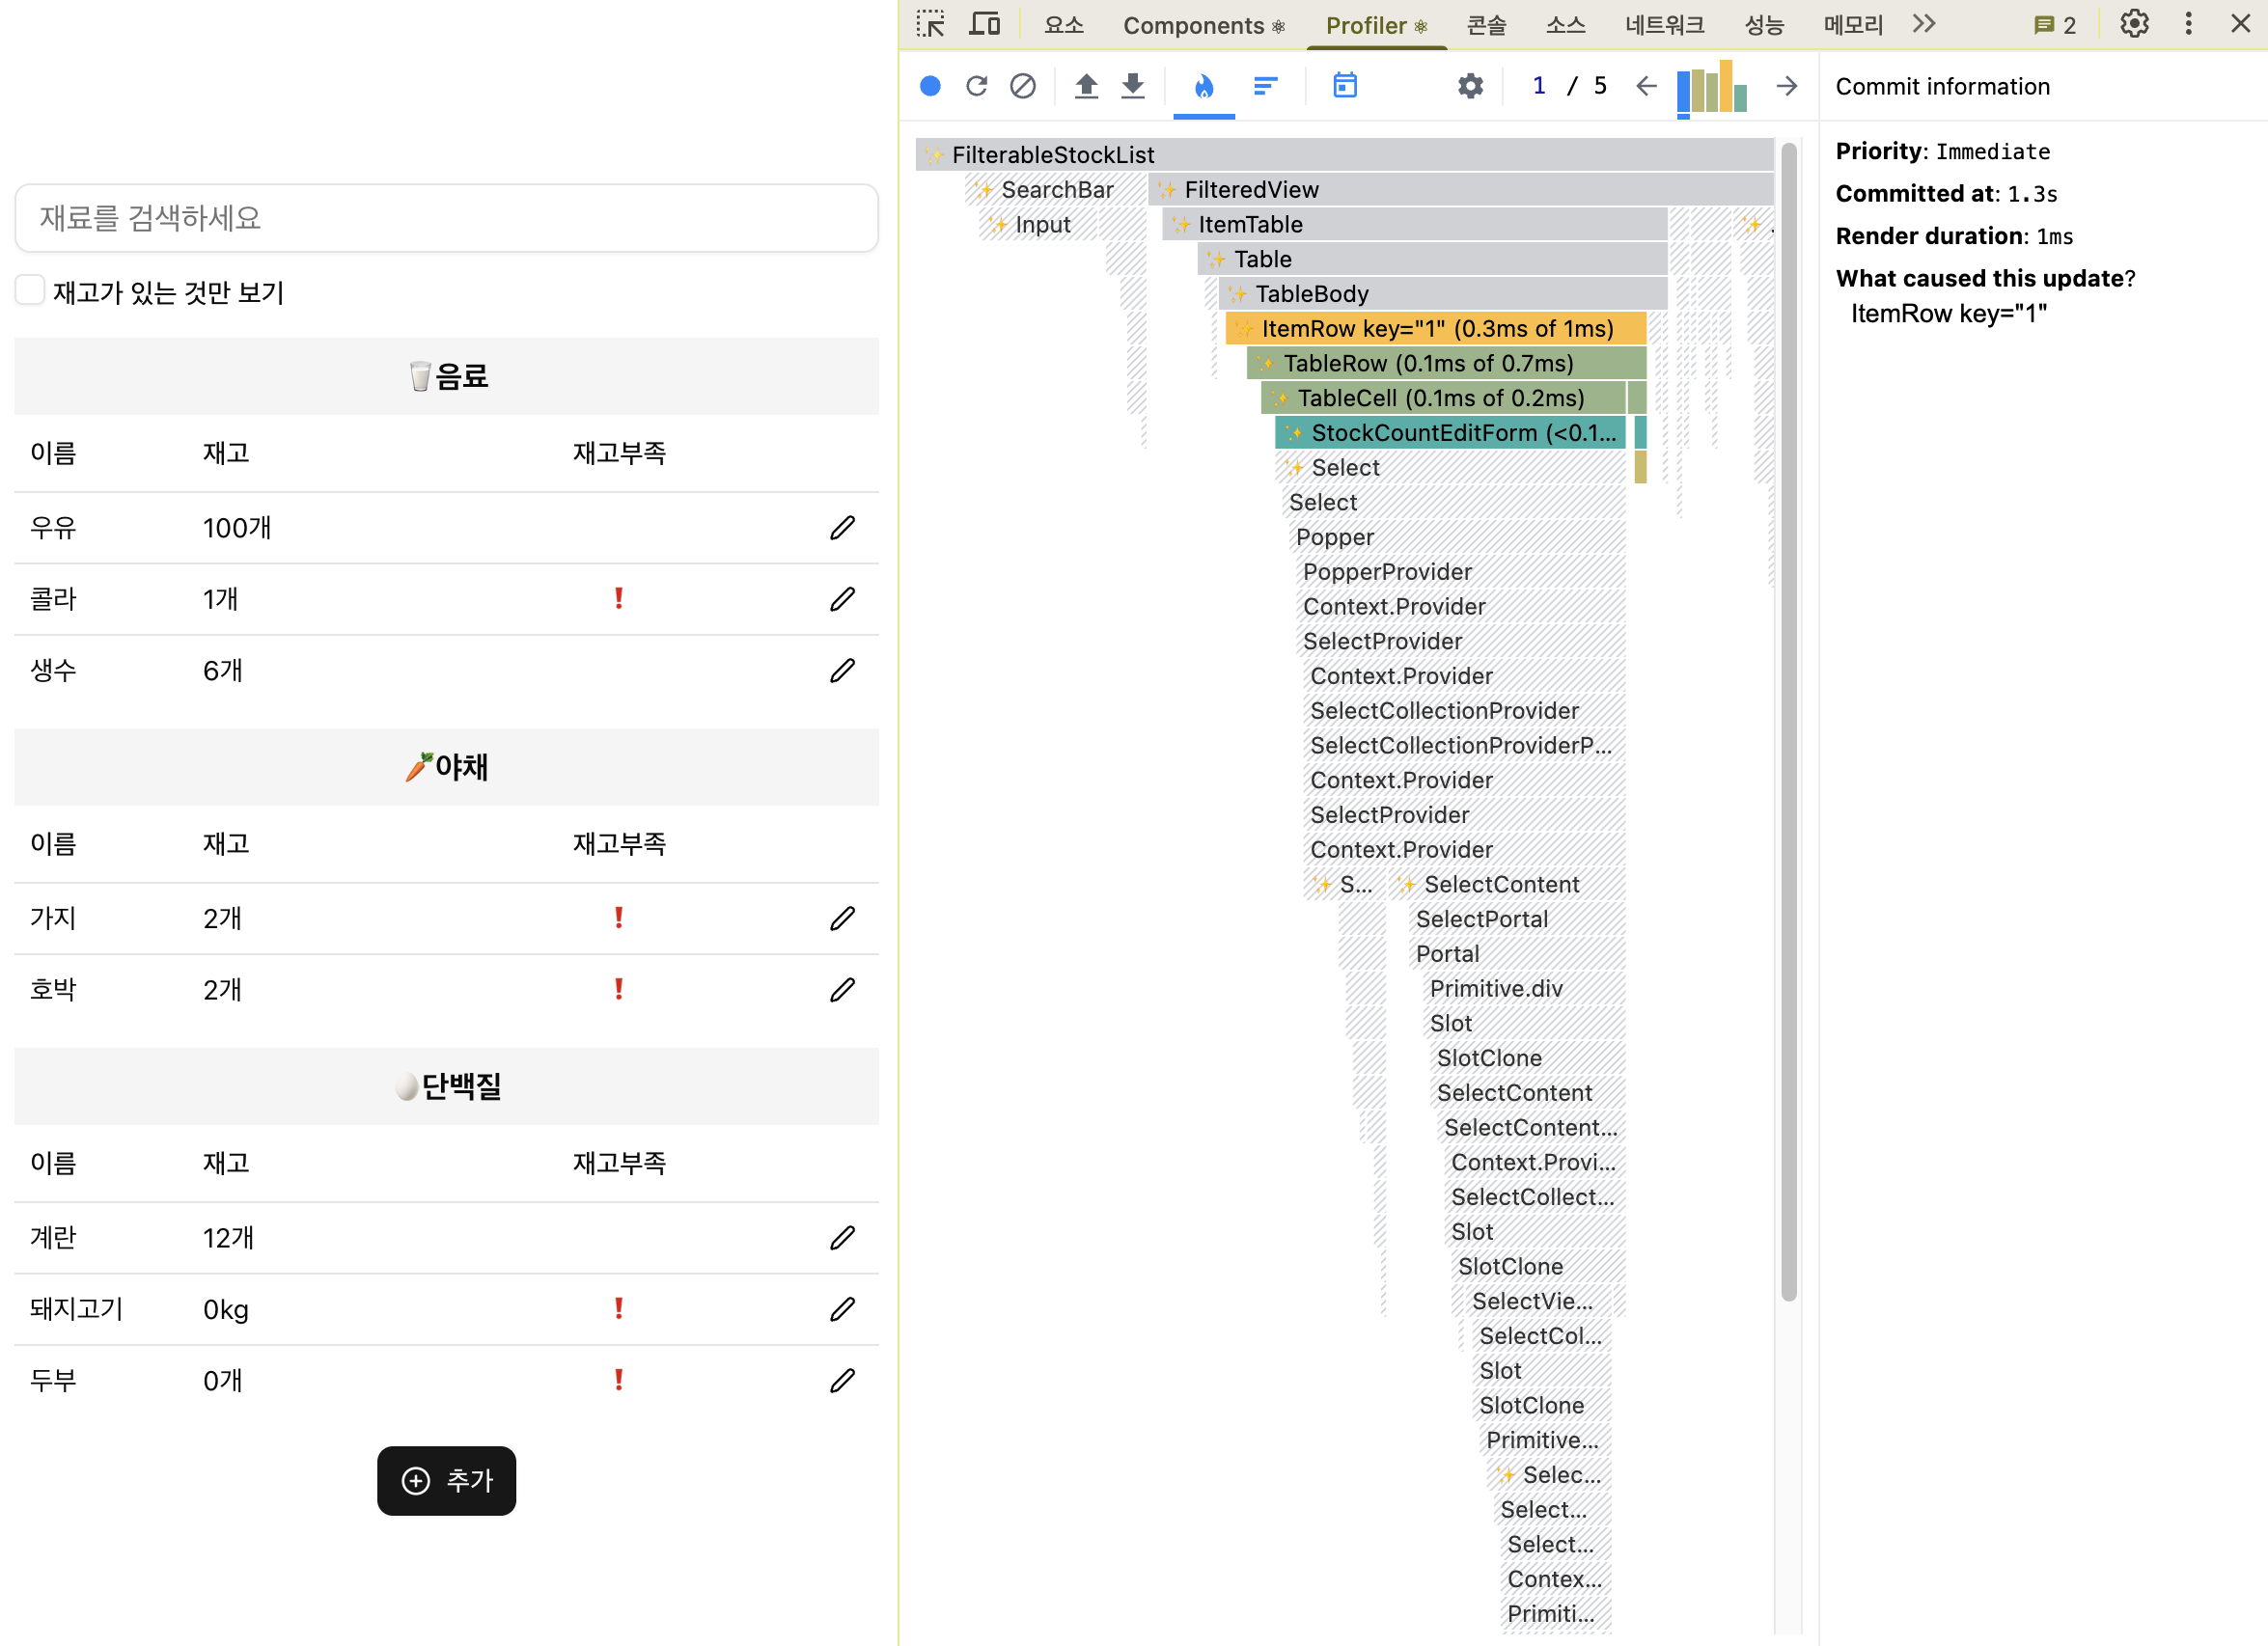 재료를 검색하세요
재고가 있는 것만 보기
🥛음료
이름 재고 재고부족
우유 100개
콜라 1개 ❗
생수 6개
🥕야채
이름 재고 재고부족
가지 2개 ❗
호박 2개 ❗
🥚단백질
이름 재고 재고부족
계란 12개
돼지고기 0kg ❗
두부 0개 ❗
추가
요소 Components ⚛ Profiler ⚛ 콘솔 소스 네트워크 성능 메모리 2
1 / 5
FilterableStockList
SearchBar FilteredView
Input ItemTable
Table
TableBody
ItemRow key="1" (0.3ms of 1ms)
TableRow (0.1ms of 0.7ms)
TableCell (0.1ms of 0.2ms)
StockCountEditForm (<0.1...
Select
Select
Popper
PopperProvider
Context.Provider
SelectProvider
Context.Provider
SelectCollectionProvider
SelectCollectionProviderP...
Context.Provider
SelectProvider
Context.Provider
S... SelectContent
SelectPortal
Portal
Primitive.div
Slot
SlotClone
SelectContent
SelectContent...
Context.Provi...
SelectCollect...
Slot
SlotClone
SelectVie...
SelectCol...
Slot
SlotClone
Primitive...
Selec...
Select...
Select...
Contex...
Primiti...
Commit information
Priority: Immediate
Committed at: 1.3s
Render duration: 1ms
What caused this update?
ItemRow key="1"